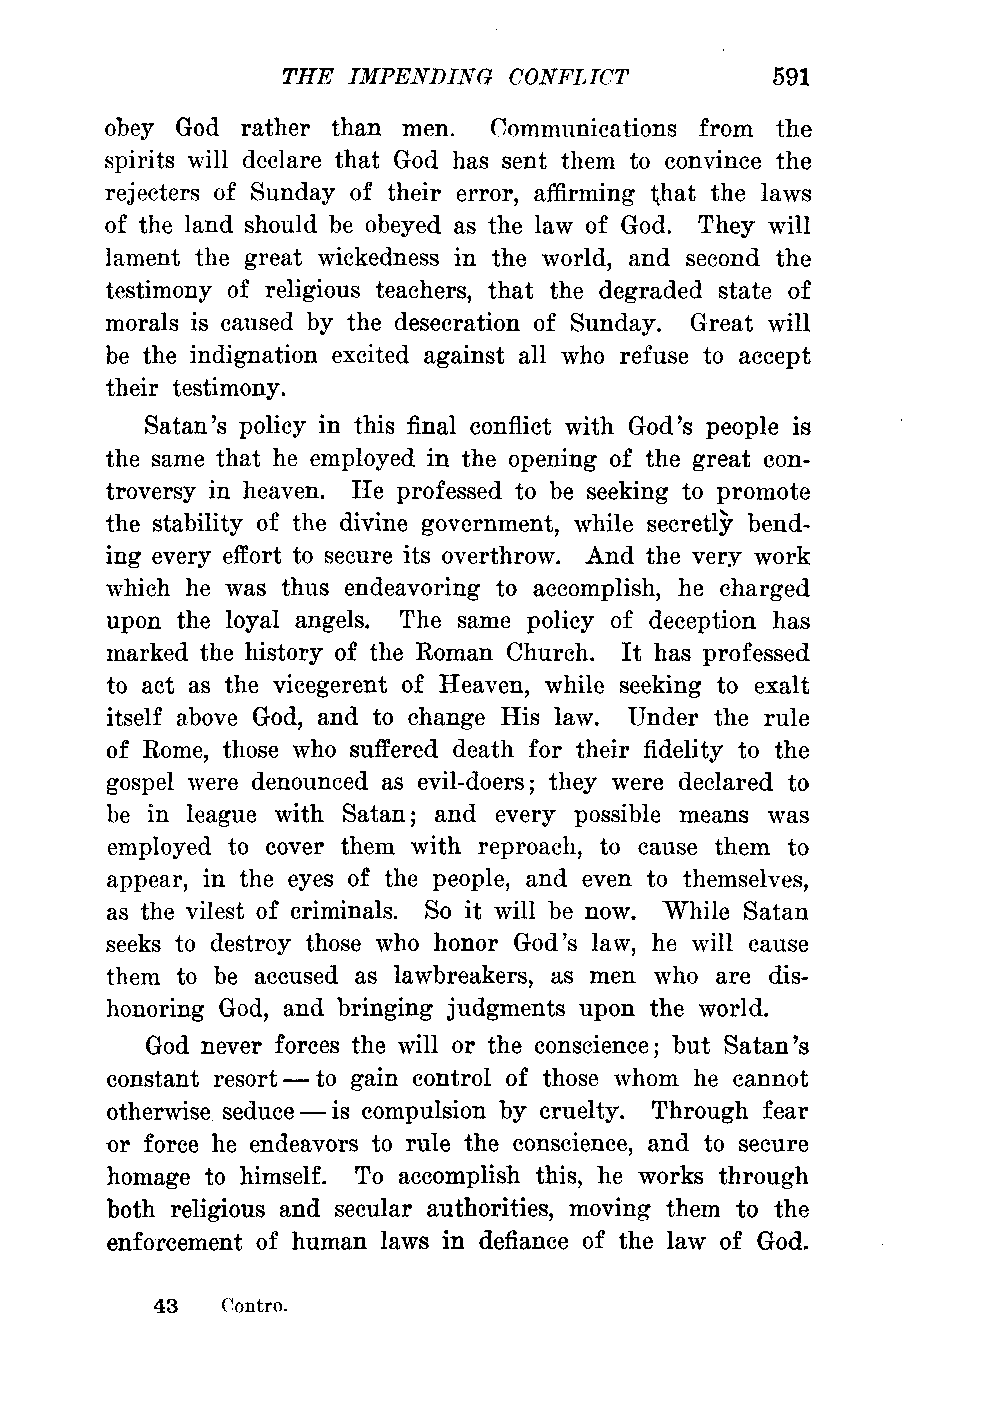 THE IMPENDING CONFLICT 591
obey God rather than men. Communications from the
spirits will declare that God has sent them to convince the
rejecters of Sunday of their error, affirming that the laws
of the land should be obeyed as the law of God. They will
lament the great wickedness in the world, and second the
testimony of religious teachers, that the degraded state of
morals is caused by the desecration of Sunday. Great will
be the indignation excited against all who refuse to accept
their testimony.
Satan's policy in this final conflict with God's people is
the same that he employed in the opening of the great con-
troversy in heaven. He professed to be seeking to promote
the stability of the divine government, while secretly bend-
ing every effort to secure its overthrow. And the very work
which he was thus endeavoring to accomplish, he charged
upon the loyal angels. The same policy of deception has
marked the history of the Roman Church. It has professed
to act as the vicegerent of Heaven, while seeking to exalt
itself above God, and to change His law. Under the rule
of Rome, those who suffered death for their fidelity to the
gospel were denounced as evil-doers; they were declared to
be in league with Satan; and every possible means was
employed to cover them with reproach, to cause them to
appear, in the eyes of the people, and even to themselves,
as the vilest of criminals. So it will be now. While Satan
seeks to destroy those who honor God's law, he will cause
them to be accused as lawbreakers, as men who are dis-
honoring God, and bringing judgments upon the world.
God never forces the will or the conscience; but Satan's
constant resort — to gain control of those whom he cannot
otherwise seduce — is compulsion by cruelty. Through fear
or force he endeavors to rule the conscience, and to secure
homage to himself. To accomplish this, he works through
both religious and secular authorities, moving them to the
enforcement of human laws in defiance of the law of God.
43 Contro.